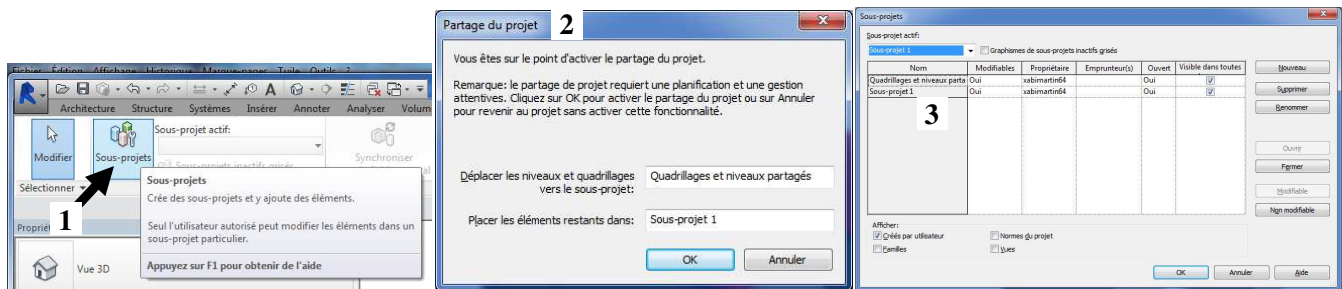 Fichier Édition Affichage Historique Marque-pages Tuile Outils ?
Architecture Structure Systèmes Insérer Annoter Analyser Volum
Modifier
Sous-projets
Sous-projet actif:
Sous-projets inactifs grisés
Synchroniser
Sélectionner
1
Sous-projets
Crée des sous-projets et y ajoute des éléments.
Seul l'utilisateur autorisé peut modifier les éléments dans un
sous-projet particulier.
Appuyez sur F1 pour obtenir de l'aide
Propriét
Vue 3D
Partage du projet
2
Vous êtes sur le point d'activer le partage du projet.
Remarque: le partage de projet requiert une planification et une gestion
attentives. Cliquez sur OK pour activer le partage du projet ou sur Annuler
pour revenir au projet sans activer cette fonctionnalité.
Déplacer les niveaux et quadrillages
vers le sous-projet:
Quadrillages et niveaux partagés
Placer les éléments restants dans: Sous-projet 1
OK Annuler
Sous-projets
Sous-projet actif:
Sous-projet 1
Graphismes de sous-projets inactifs grisés
Nom Modifiables Propriétaire Emprunteur(s) Ouvert Visible dans toutes
Quadrillages et niveaux parta Oui xabimartin64 Oui
Sous-projet 1 Oui xabimartin64 Oui
3
Nouveau
Supprimer
Renommer
Ouvrir
Fermer
Modifiable
Non modifiable
Afficher:
Créés par utilisateur Normes du projet
Familles Vues
OK Annuler Aide